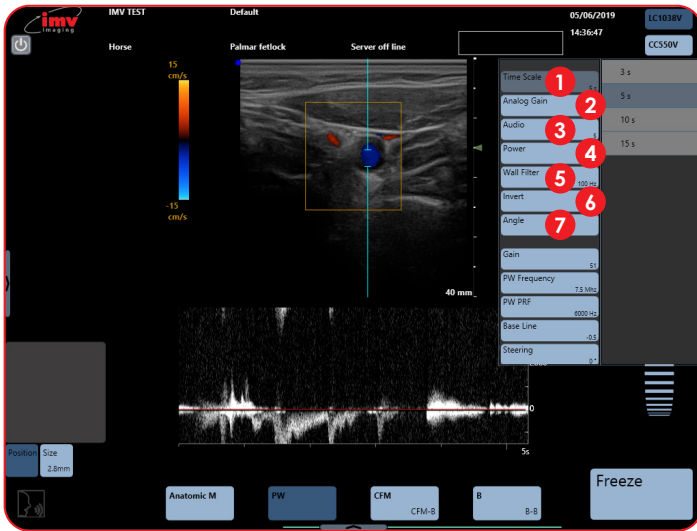 imv
imaging
IMV TEST
Default
05/06/2019
14:36:47
LC1038V
CC550V
Horse
Palmar fetlock
Server off line
15
cm/s
-15
cm/s
40 mm
Time Scale
1
Analog Gain
2
Audio
3
Power
4
Wall Filter
5
100 Hz
Invert
6
Angle
7
Gain
51
PW Frequency
7.5 Mhz
PW PRF
6000 Hz
Base Line
-0.5
Steering
0°
3 s
5 s
10 s
15 s
0
5s
Position
Size
2.8mm
Anatomic M
PW
CFM
CFM-B
B
B-B
Freeze